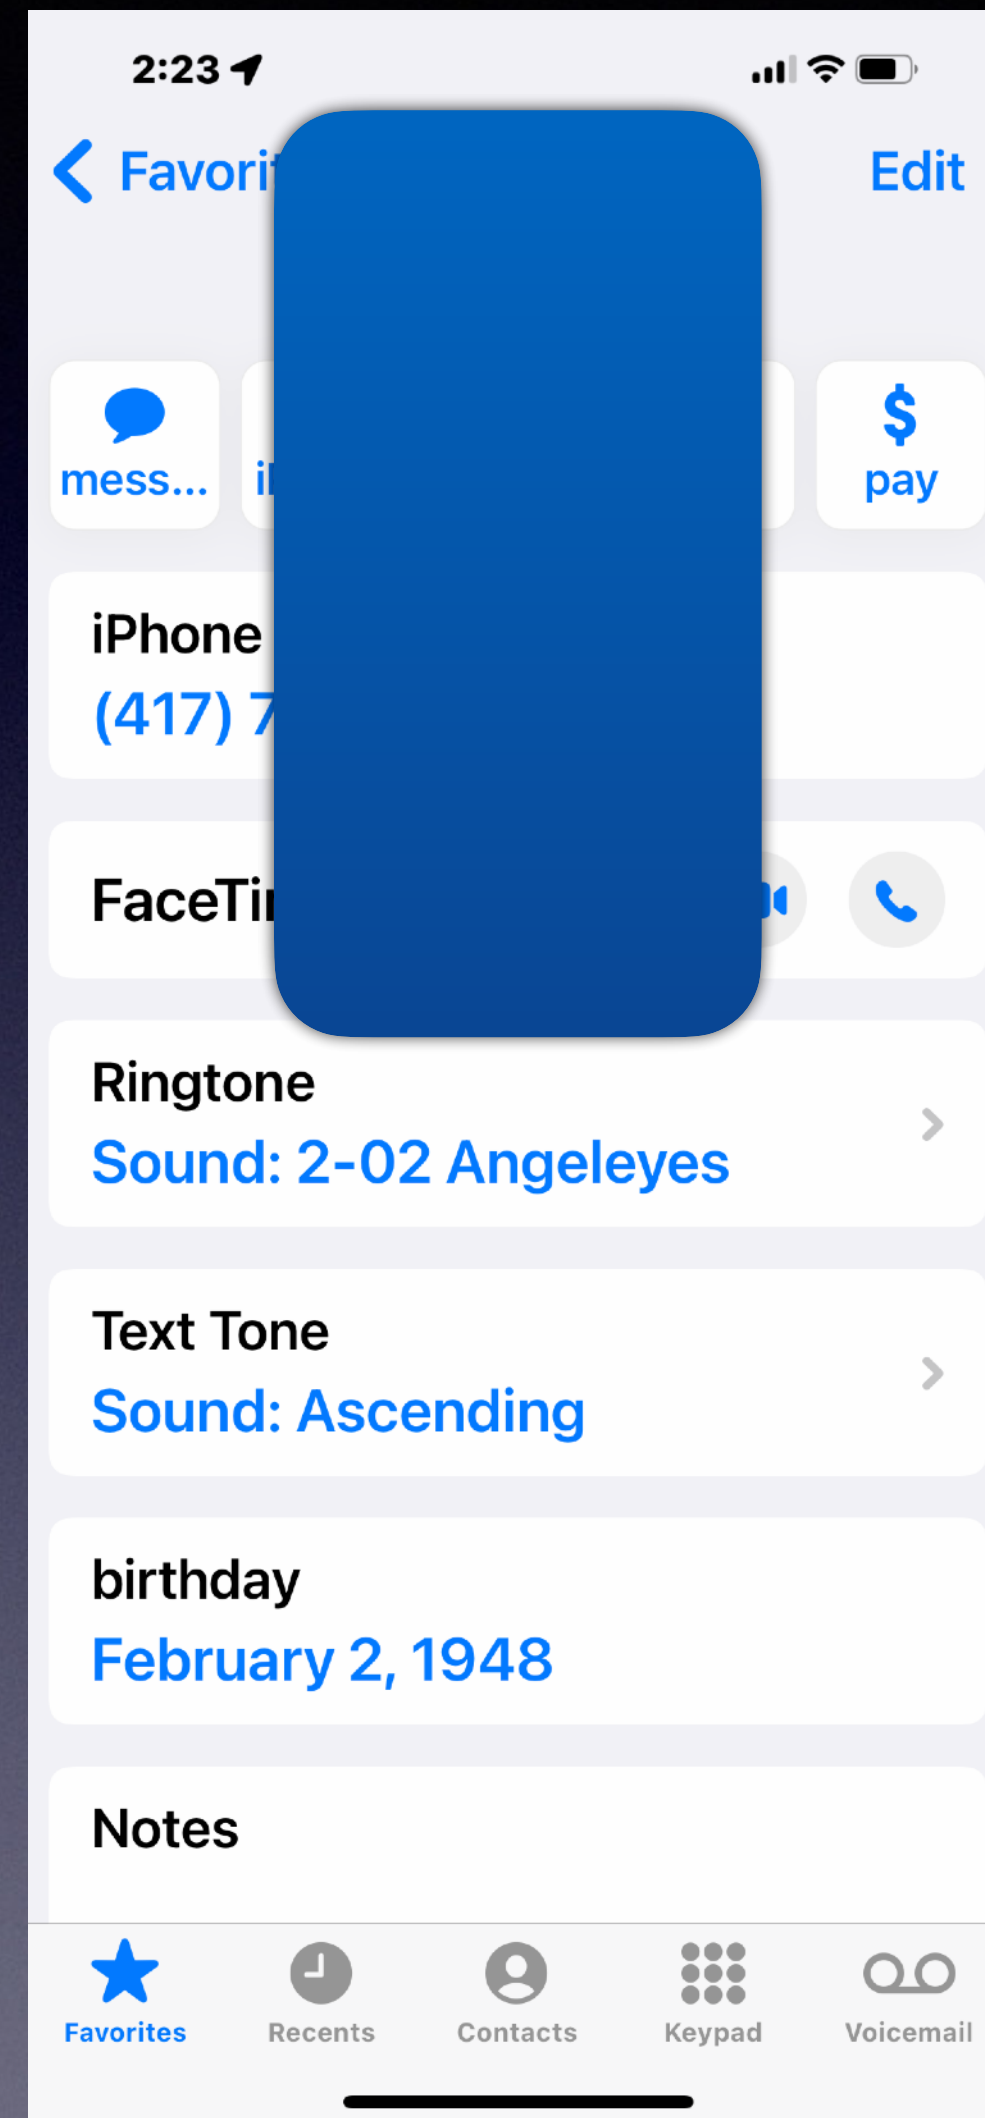 2:23
Favori
Edit
mess...
pay
iPhone
(417) 7
FaceTi
Ringtone
Sound: 2-02 Angeleyes
Text Tone
Sound: Ascending
birthday
February 2, 1948
Notes
Favorites
Recents
Contacts
Keypad
Voicemail